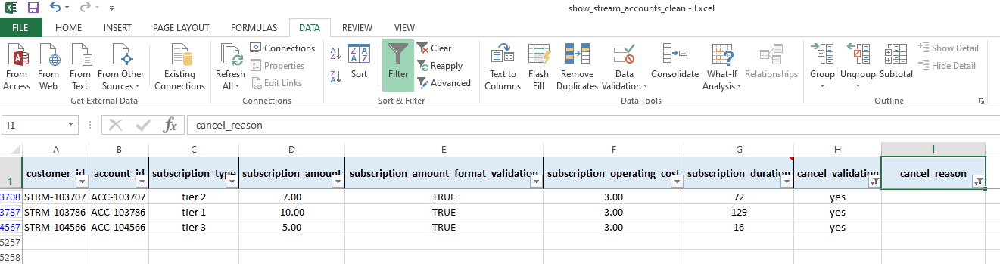 show_stream_accounts_clean - Excel
FILE HOME INSERT PAGE LAYOUT FORMULAS DATA REVIEW VIEW
From Access
From Web
From Text
From Other Sources
Existing Connections
Get External Data
Refresh All
Connections
Properties
Edit Links
Connections
Sort
Filter
Clear
Reapply
Advanced
Sort & Filter
Text to Columns
Flash Fill
Remove Duplicates
Data Validation
Consolidate
What-If Analysis
Relationships
Data Tools
Group
Ungroup
Subtotal
Show Detail
Hide Detail
Outline
I1 fx cancel_reason
A B C D E F G H I
1 customer_id account_id subscription_type subscription_amount subscription_amount_format_validation subscription_operating_cost subscription_duration cancel_validation cancel_reason
3708 STRM-103707 ACC-103707 tier 2 7.00 TRUE 3.00 72 yes
3787 STRM-103786 ACC-103786 tier 1 10.00 TRUE 3.00 129 yes
4567 STRM-104566 ACC-104566 tier 3 5.00 TRUE 3.00 16 yes
5257
5258